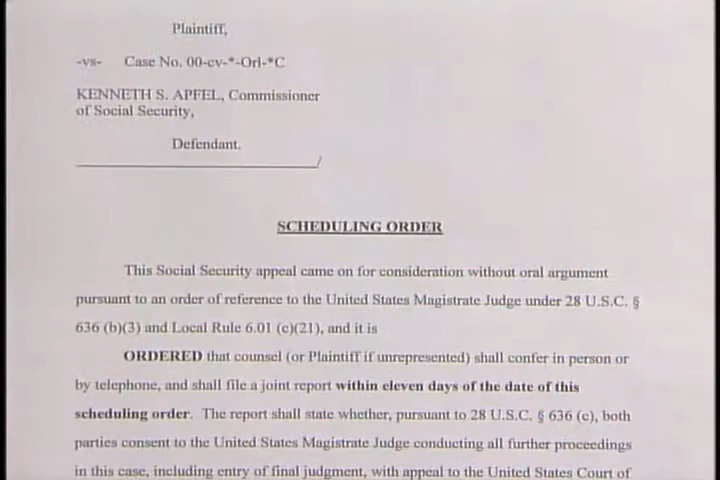 Plaintiff,
-vs- Case No. 00-cv-*-Orl-*C
KENNETH S. APFEL, Commissioner
of Social Security,
Defendant.
/
SCHEDULING ORDER
This Social Security appeal came on for consideration without oral argument
pursuant to an order of reference to the United States Magistrate Judge under 28 U.S.C. §
636 (b)(3) and Local Rule 6.01 (c)(21), and it is
ORDERED that counsel (or Plaintiff if unrepresented) shall confer in person or
by telephone, and shall file a joint report within eleven days of the date of this
scheduling order. The report shall state whether, pursuant to 28 U.S.C. § 636 (c), both
parties consent to the United States Magistrate Judge conducting all further proceedings
in this case, including entry of final judgment, with appeal to the United States Court of